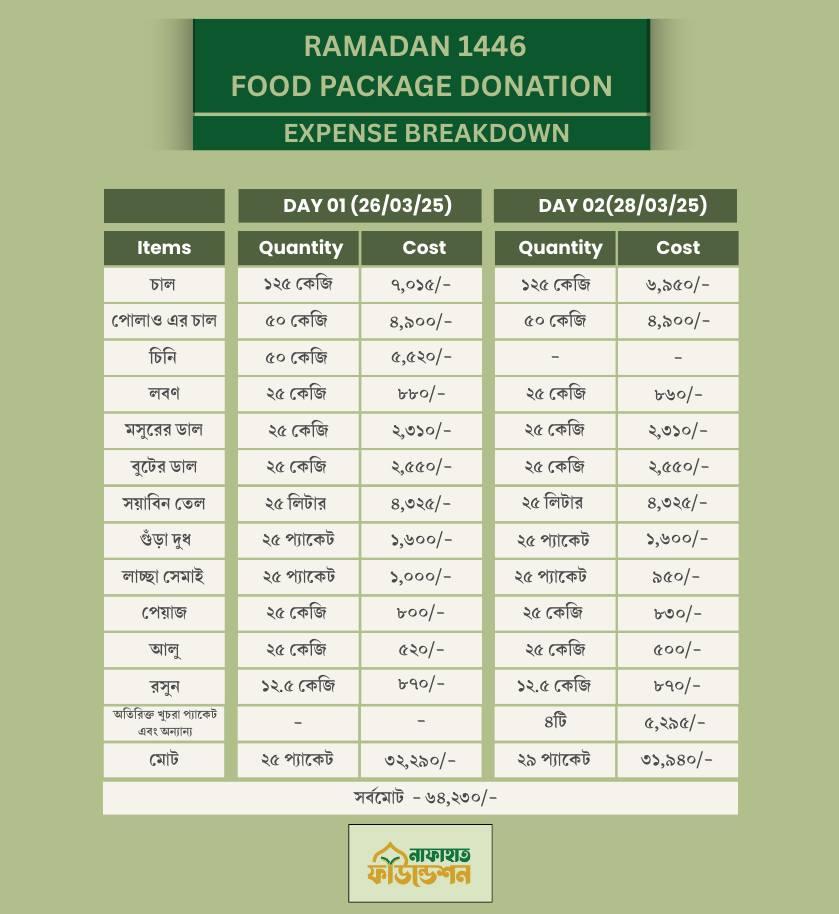 RAMADAN 1446
FOOD PACKAGE DONATION
EXPENSE BREAKDOWN
DAY 01 (26/03/25) DAY 02(28/03/25)
Items Quantity Cost Quantity Cost
চাল ১২৫ কেজি ৭,০১৫/- ১২৫ কেজি ৬,৯৫০/-
পোলাও এর চাল ৫০ কেজি ৪,৯০০/- ৫০ কেজি ৪,৯০০/-
চিনি ৫০ কেজি ৫,৫২০/- - -
লবণ ২৫ কেজি ৮৮০/- ২৫ কেজি ৮৬০/-
মসুরের ডাল ২৫ কেজি ২,৩১০/- ২৫ কেজি ২,৩১০/-
বুটের ডাল ২৫ কেজি ২,৫৫০/- ২৫ কেজি ২,৫৫০/-
সয়াবিন তেল ২৫ লিটার ৪,৩২৫/- ২৫ লিটার ৪,৩২৫/-
গুঁড়া দুধ ২৫ প্যাকেট ১,৬০০/- ২৫ প্যাকেট ১,৬০০/-
লাচ্ছা সেমাই ২৫ প্যাকেট ১,০০০/- ২৫ প্যাকেট ৯৫০/-
পেয়াজ ২৫ কেজি ৮০০/- ২৫ কেজি ৮৩০/-
আলু ২৫ কেজি ৫২০/- ২৫ কেজি ৫০০/-
রসুন ১২.৫ কেজি ৮৭০/- ১২.৫ কেজি ৮৭০/-
অতিরিক্ত খুচরা প্যাকেট
এবং অন্যান্য - - ৪টি ৫,২৯৫/-
মোট ২৫ প্যাকেট ৩২,২৯০/- ২৯ প্যাকেট ৩১,৯৪০/-
সর্বমোট - ৬৪,২৩০/-
নাফাহাত
ফাউন্ডেশন